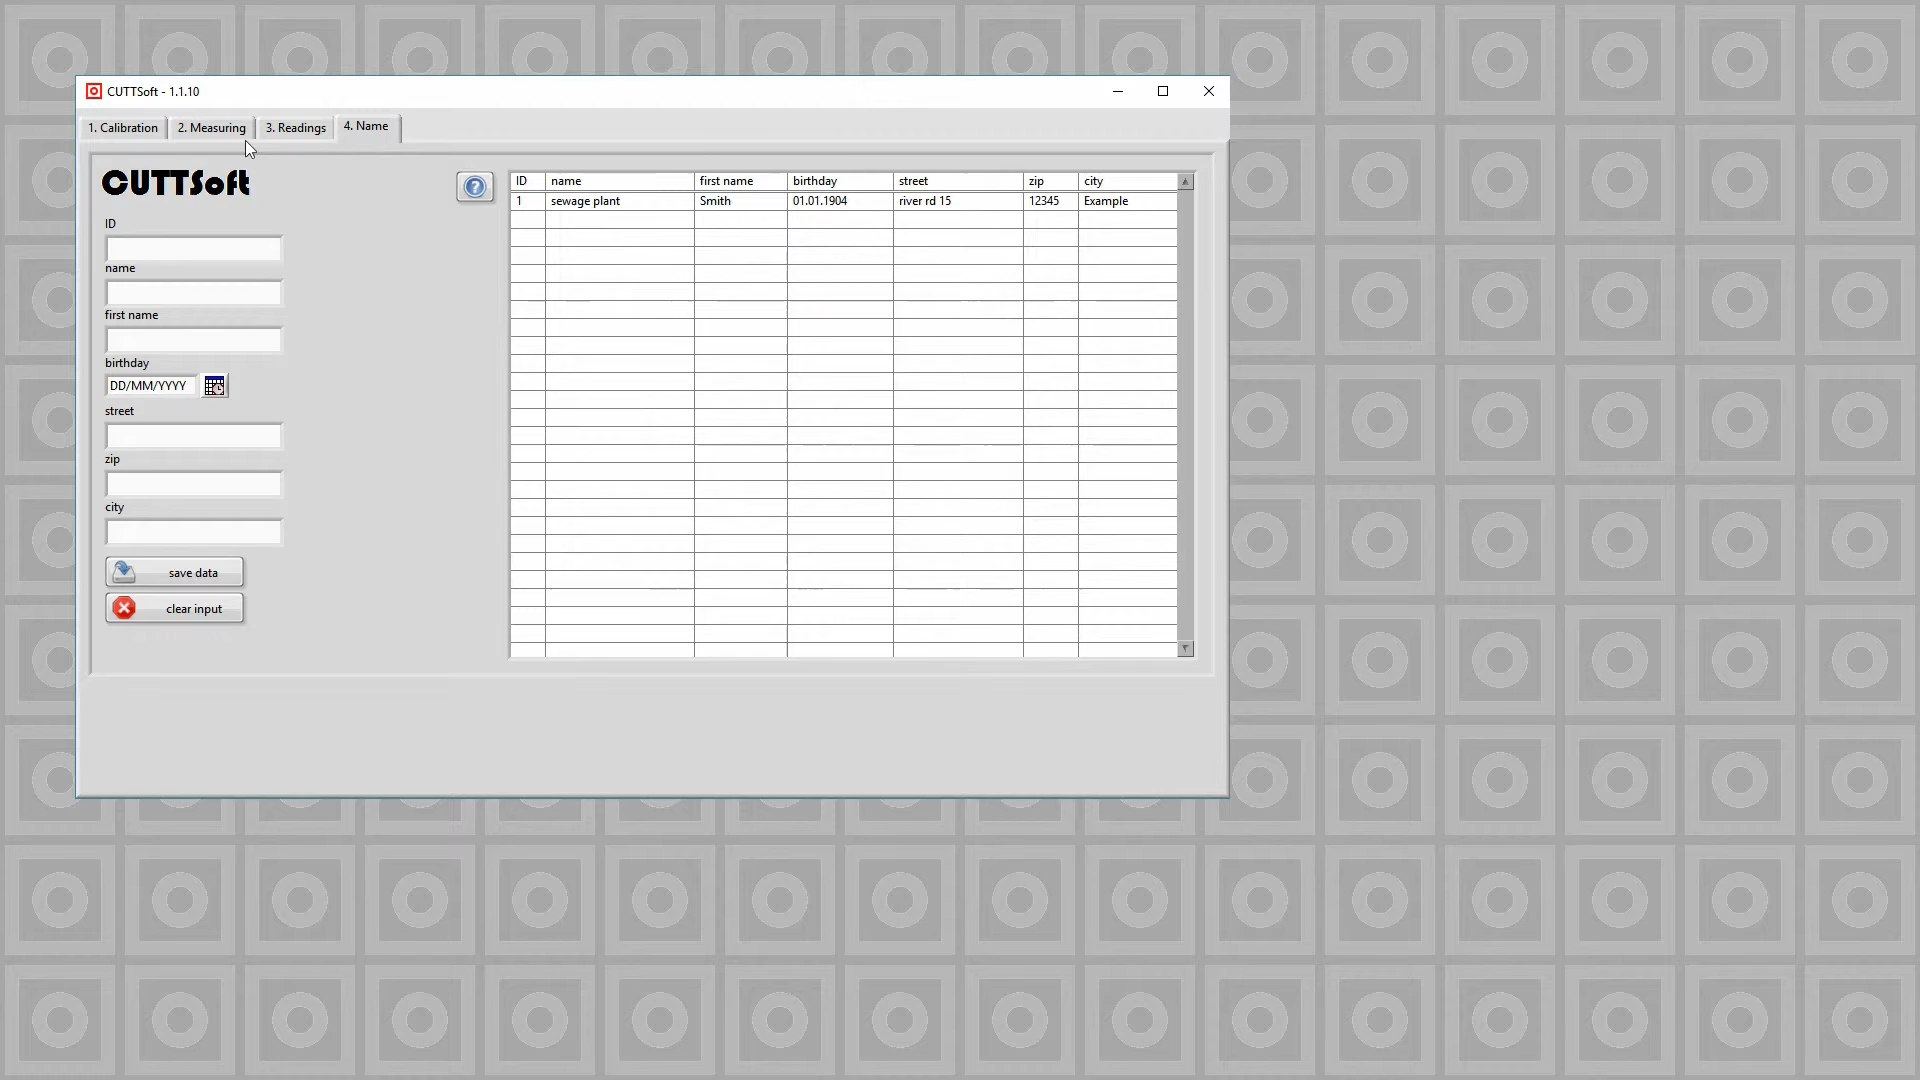 CUTTSoft - 1.1.10
1. Calibration 2. Measuring 3. Readings 4. Name
CUTTSoft
ID
name
first name
birthday
DD/MM/YYYY
street
zip
city
save data
clear input
ID name first name birthday street zip city
1 sewage plant Smith 01.01.1904 river rd 15 12345 Example